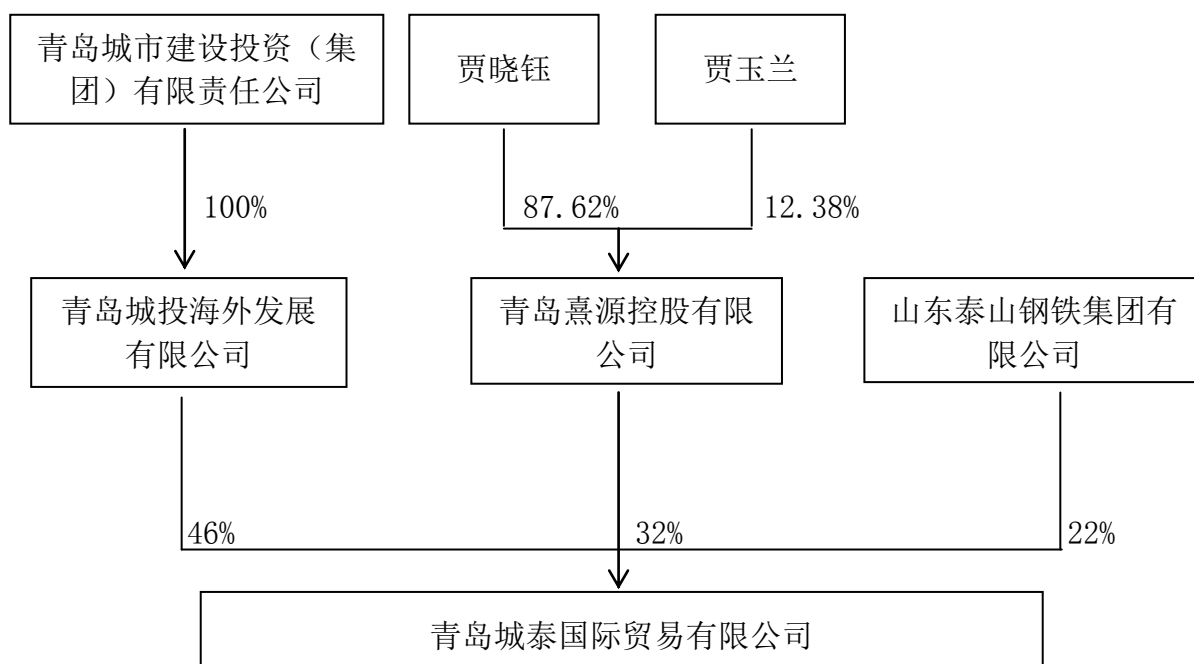 青岛城市建设投资（集
团）有限责任公司
贾晓钰
贾玉兰
100%
87.62%
12.38%
青岛城投海外发展
有限公司
青岛熹源控股有限
公司
山东泰山钢铁集团有
限公司
46%
32%
22%
青岛城泰国际贸易有限公司